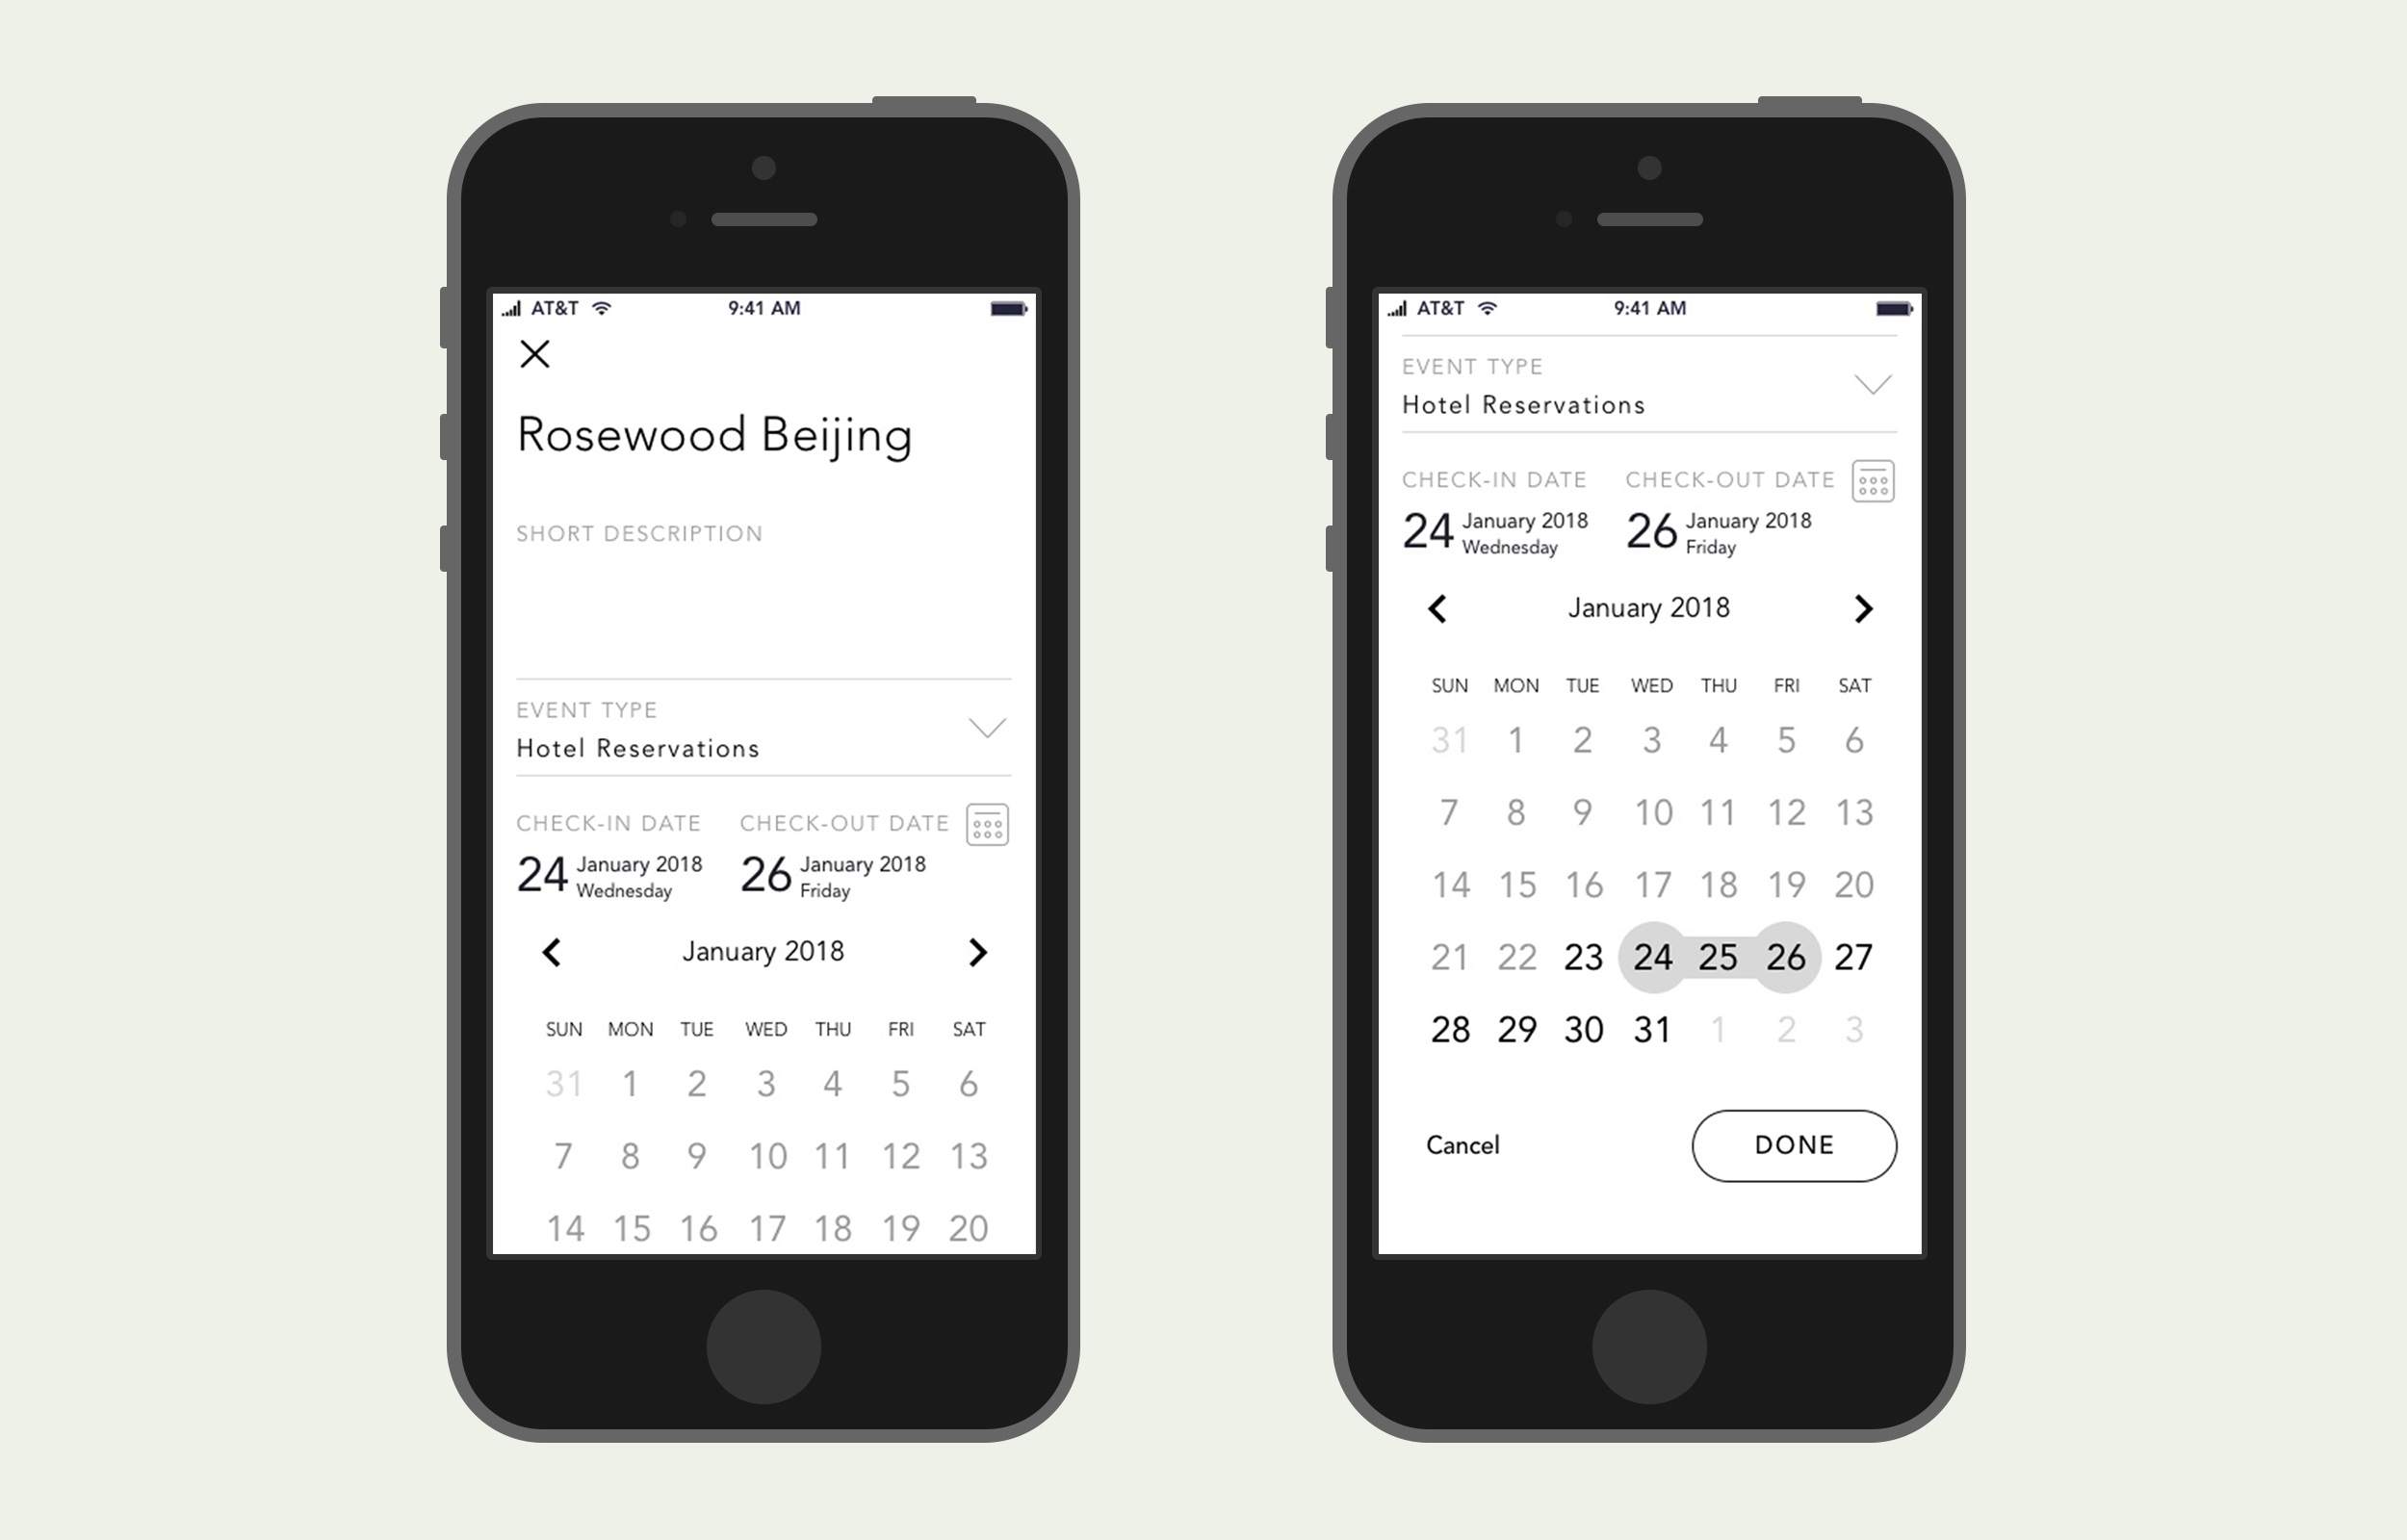 AT&T 9:41 AM
Rosewood Beijing
SHORT DESCRIPTION
EVENT TYPE
Hotel Reservations
CHECK-IN DATE CHECK-OUT DATE
24 January 2018 Wednesday 26 January 2018 Friday
January 2018
SUN MON TUE WED THU FRI SAT
31 1 2 3 4 5 6
7 8 9 10 11 12 13
14 15 16 17 18 19 20
AT&T 9:41 AM
EVENT TYPE
Hotel Reservations
CHECK-IN DATE CHECK-OUT DATE
24 January 2018 Wednesday 26 January 2018 Friday
January 2018
SUN MON TUE WED THU FRI SAT
31 1 2 3 4 5 6
7 8 9 10 11 12 13
14 15 16 17 18 19 20
21 22 23 24 25 26 27
28 29 30 31 1 2 3
Cancel DONE